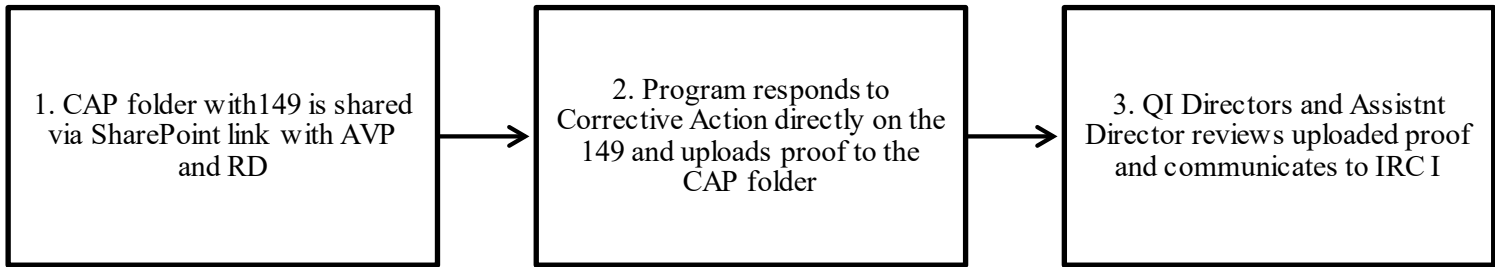 1. CAP folder with149 is shared
via SharePoint link with AVP
and RD
2. Program responds to
Corrective Action directly on the
149 and uploads proof to the
CAP folder
3. QI Directors and Assistnt
Director reviews uploaded proof
and communicates to IRC I